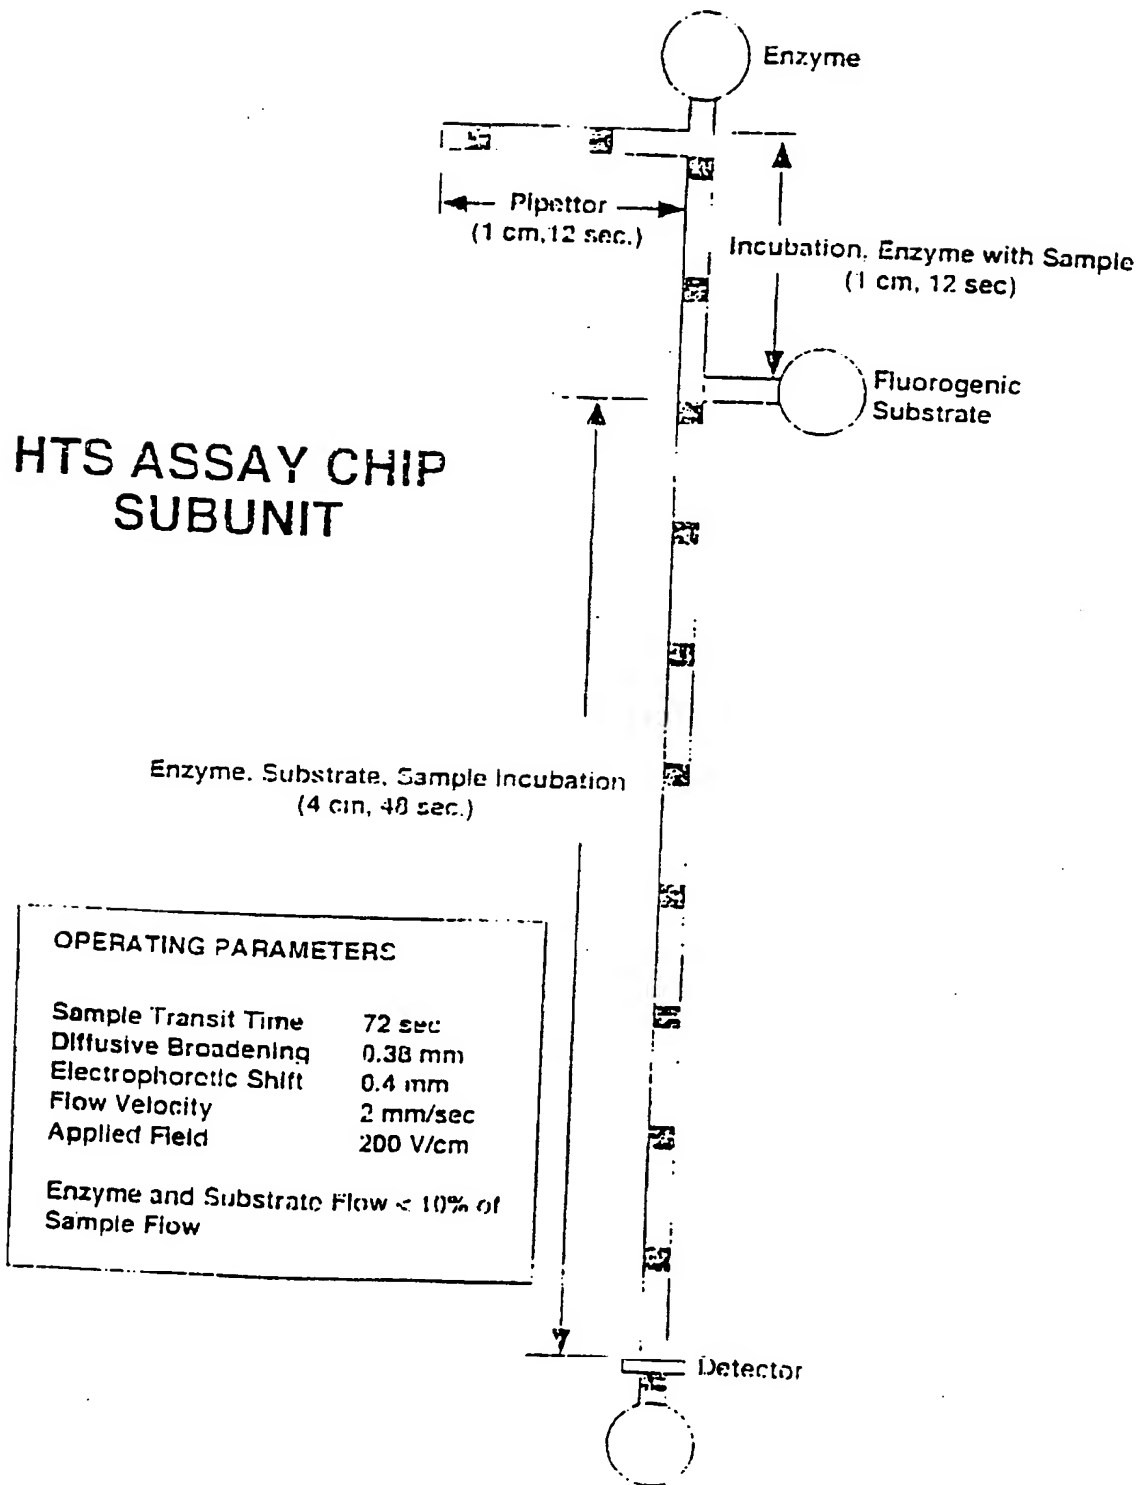 Enzyme
Pipettor
(1 cm,12 sec.)
Incubation, Enzyme with Sample
(1 cm, 12 sec)
Fluorogenic
Substrate
HTS ASSAY CHIP
SUBUNIT
Enzyme, Substrate, Sample Incubation
(4 cm, 48 sec.)
OPERATING PARAMETERS
Sample Transit Time 72 sec
Diffusive Broadening 0.38 mm
Electrophoretic Shift 0.4 mm
Flow Velocity 2 mm/sec
Applied Field 200 V/cm
Enzyme and Substrate Flow < 10% of
Sample Flow
Detector